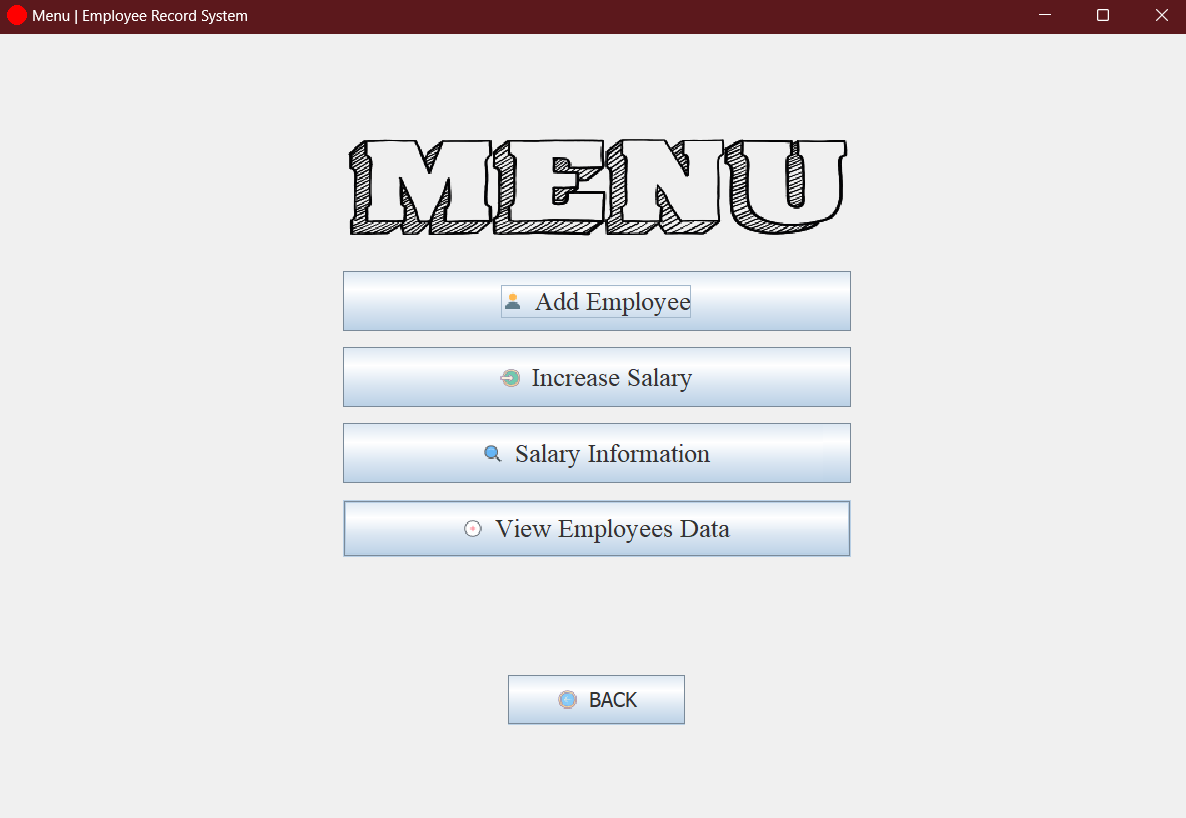 Menu | Employee Record System
MENU
Add Employee
Increase Salary
Salary Information
View Employees Data
BACK